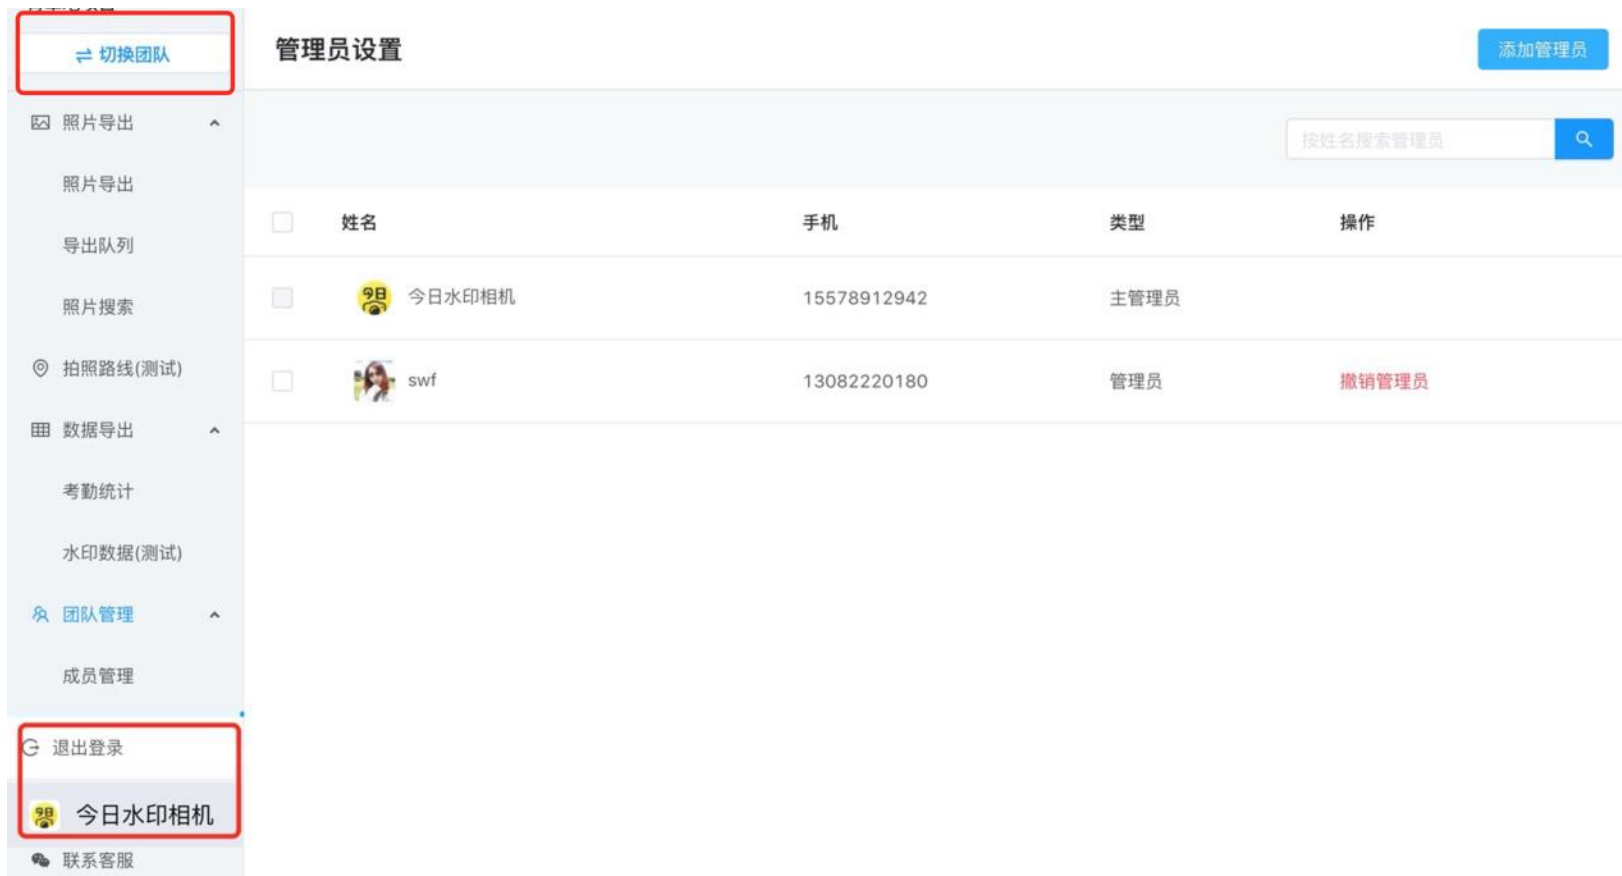 切换团队
管理员设置
添加管理员
照片导出
按姓名搜索管理员
照片导出
姓名
手机
类型
操作
导出队列
今日
今日水印相机
15578912942
主管理员
照片搜索
拍照路线(测试)
swf
13082220180
管理员
撤销管理员
数据导出
考勤统计
水印数据(测试)
团队管理
成员管理
退出登录
今日
今日水印相机
联系客服